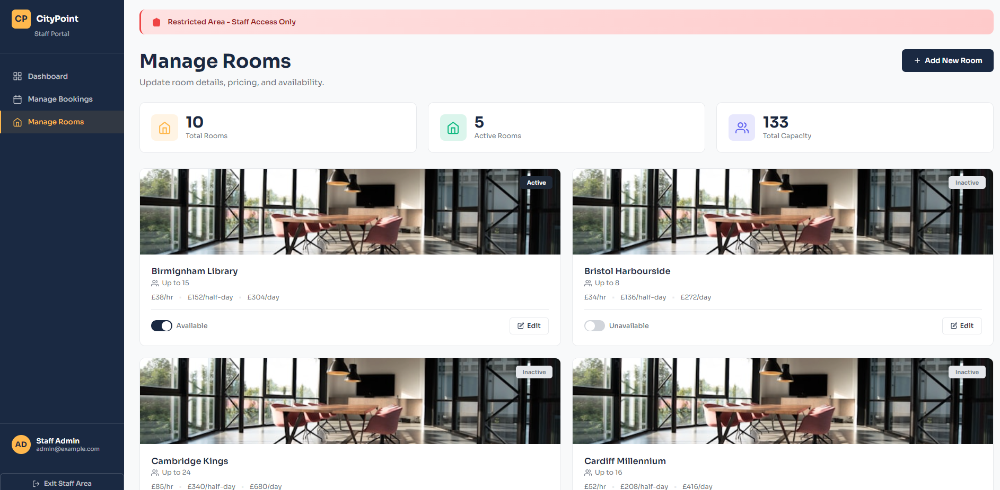 CP CityPoint
Staff Portal
Dashboard
Manage Bookings
Manage Rooms
AD Staff Admin
admin@example.com
Exit Staff Area
Restricted Area - Staff Access Only
Manage Rooms
+ Add New Room
Update room details, pricing, and availability.
10
Total Rooms
5
Active Rooms
133
Total Capacity
Active
Birmignham Library
Up to 15
£38/hr • £152/half-day • £304/day
Available
Edit
Inactive
Bristol Harbourside
Up to 8
£34/hr • £136/half-day • £272/day
Unavailable
Edit
Inactive
Cambridge Kings
Up to 24
£85/hr • £340/half-day • £680/day
Inactive
Cardiff Millennium
Up to 16
£52/hr • £208/half-day • £416/day